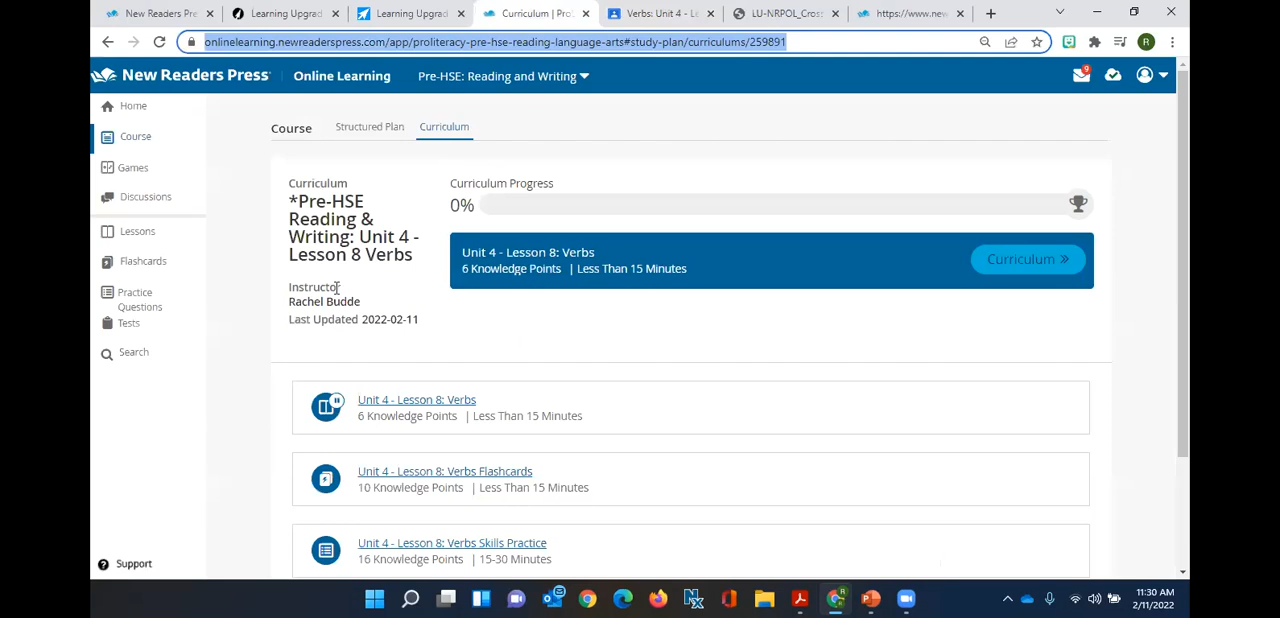 New Readers Pre
Learning Upgrad
Learning Upgrad
Curriculum | Pro
Verbs: Unit 4 - Le
LU-NRPOL_Cross
https://www.new
onlinelearning.newreaderspress.com/app/proliteracy-pre-hse-reading-language-arts#study-plan/curriculums/259891
R
New Readers Press
Online Learning
Pre-HSE: Reading and Writing
9
Home
Course
Games
Discussions
Lessons
Flashcards
Practice
Questions
Tests
Search
Support
Course
Structured Plan
Curriculum
Curriculum
*Pre-HSE
Reading &
Writing: Unit 4 -
Lesson 8 Verbs
Instructor
Rachel Budde
Last Updated 2022-02-11
Curriculum Progress
0%
Unit 4 - Lesson 8: Verbs
6 Knowledge Points | Less Than 15 Minutes
Curriculum »
Unit 4 - Lesson 8: Verbs
6 Knowledge Points | Less Than 15 Minutes
Unit 4 - Lesson 8: Verbs Flashcards
10 Knowledge Points | Less Than 15 Minutes
Unit 4 - Lesson 8: Verbs Skills Practice
16 Knowledge Points | 15-30 Minutes
11:30 AM
2/11/2022